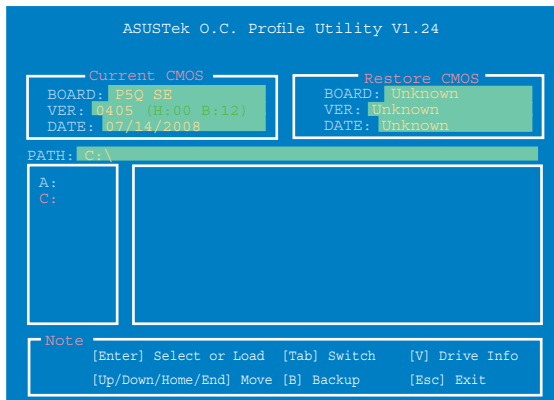 ASUSTek O.C. Profile Utility V1.24
Current CMOS
BOARD: P5Q SE
VER: 0405 (H:00 B:12)
DATE: 07/14/2008
Restore CMOS
BOARD: Unknown
VER: Unknown
DATE: Unknown
PATH: C:\
A:
C:
Note
[Enter] Select or Load [Tab] Switch [V] Drive Info
[Up/Down/Home/End] Move [B] Backup [Esc] Exit